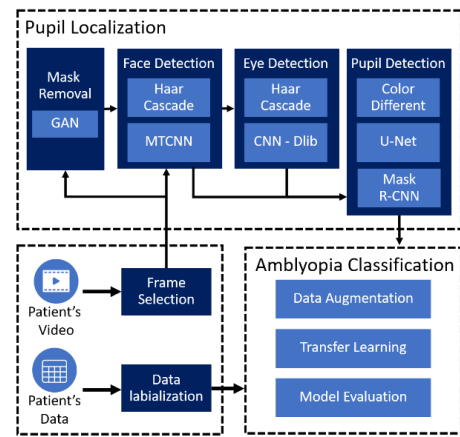 Pupil Localization
Mask
Removal
GAN
Face Detection
Haar
Cascade
MTCNN
Eye Detection
Haar
Cascade
CNN - Dlib
Pupil Detection
Color
Different
U-Net
Mask
R-CNN
Patient's
Video
Frame
Selection
Patient's
Data
Data
labialization
Amblyopia Classification
Data Augmentation
Transfer Learning
Model Evaluation